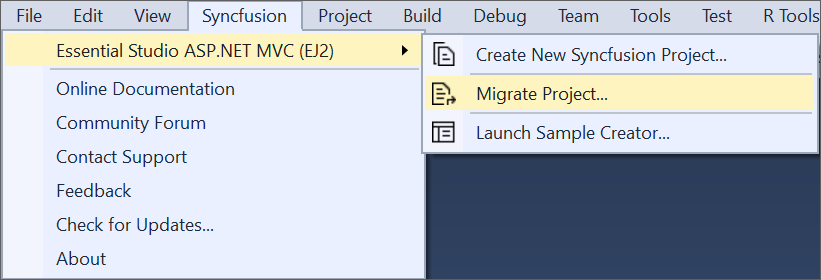 File Edit View Syncfusion Project Build Debug Team Tools Test R Tools
Essential Studio ASP.NET MVC (EJ2)
Create New Syncfusion Project...
Migrate Project...
Launch Sample Creator...
Online Documentation
Community Forum
Contact Support
Feedback
Check for Updates...
About